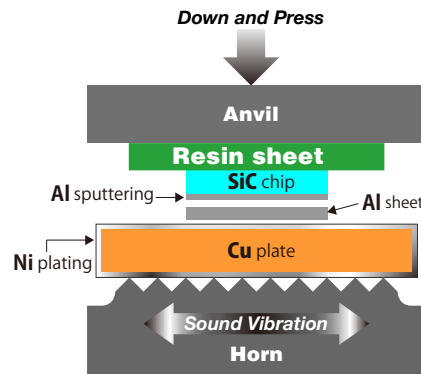 Down and Press
Anvil
Resin sheet
SiC chip
Al sputtering
Al sheet
Ni plating
Cu plate
Sound Vibration
Horn